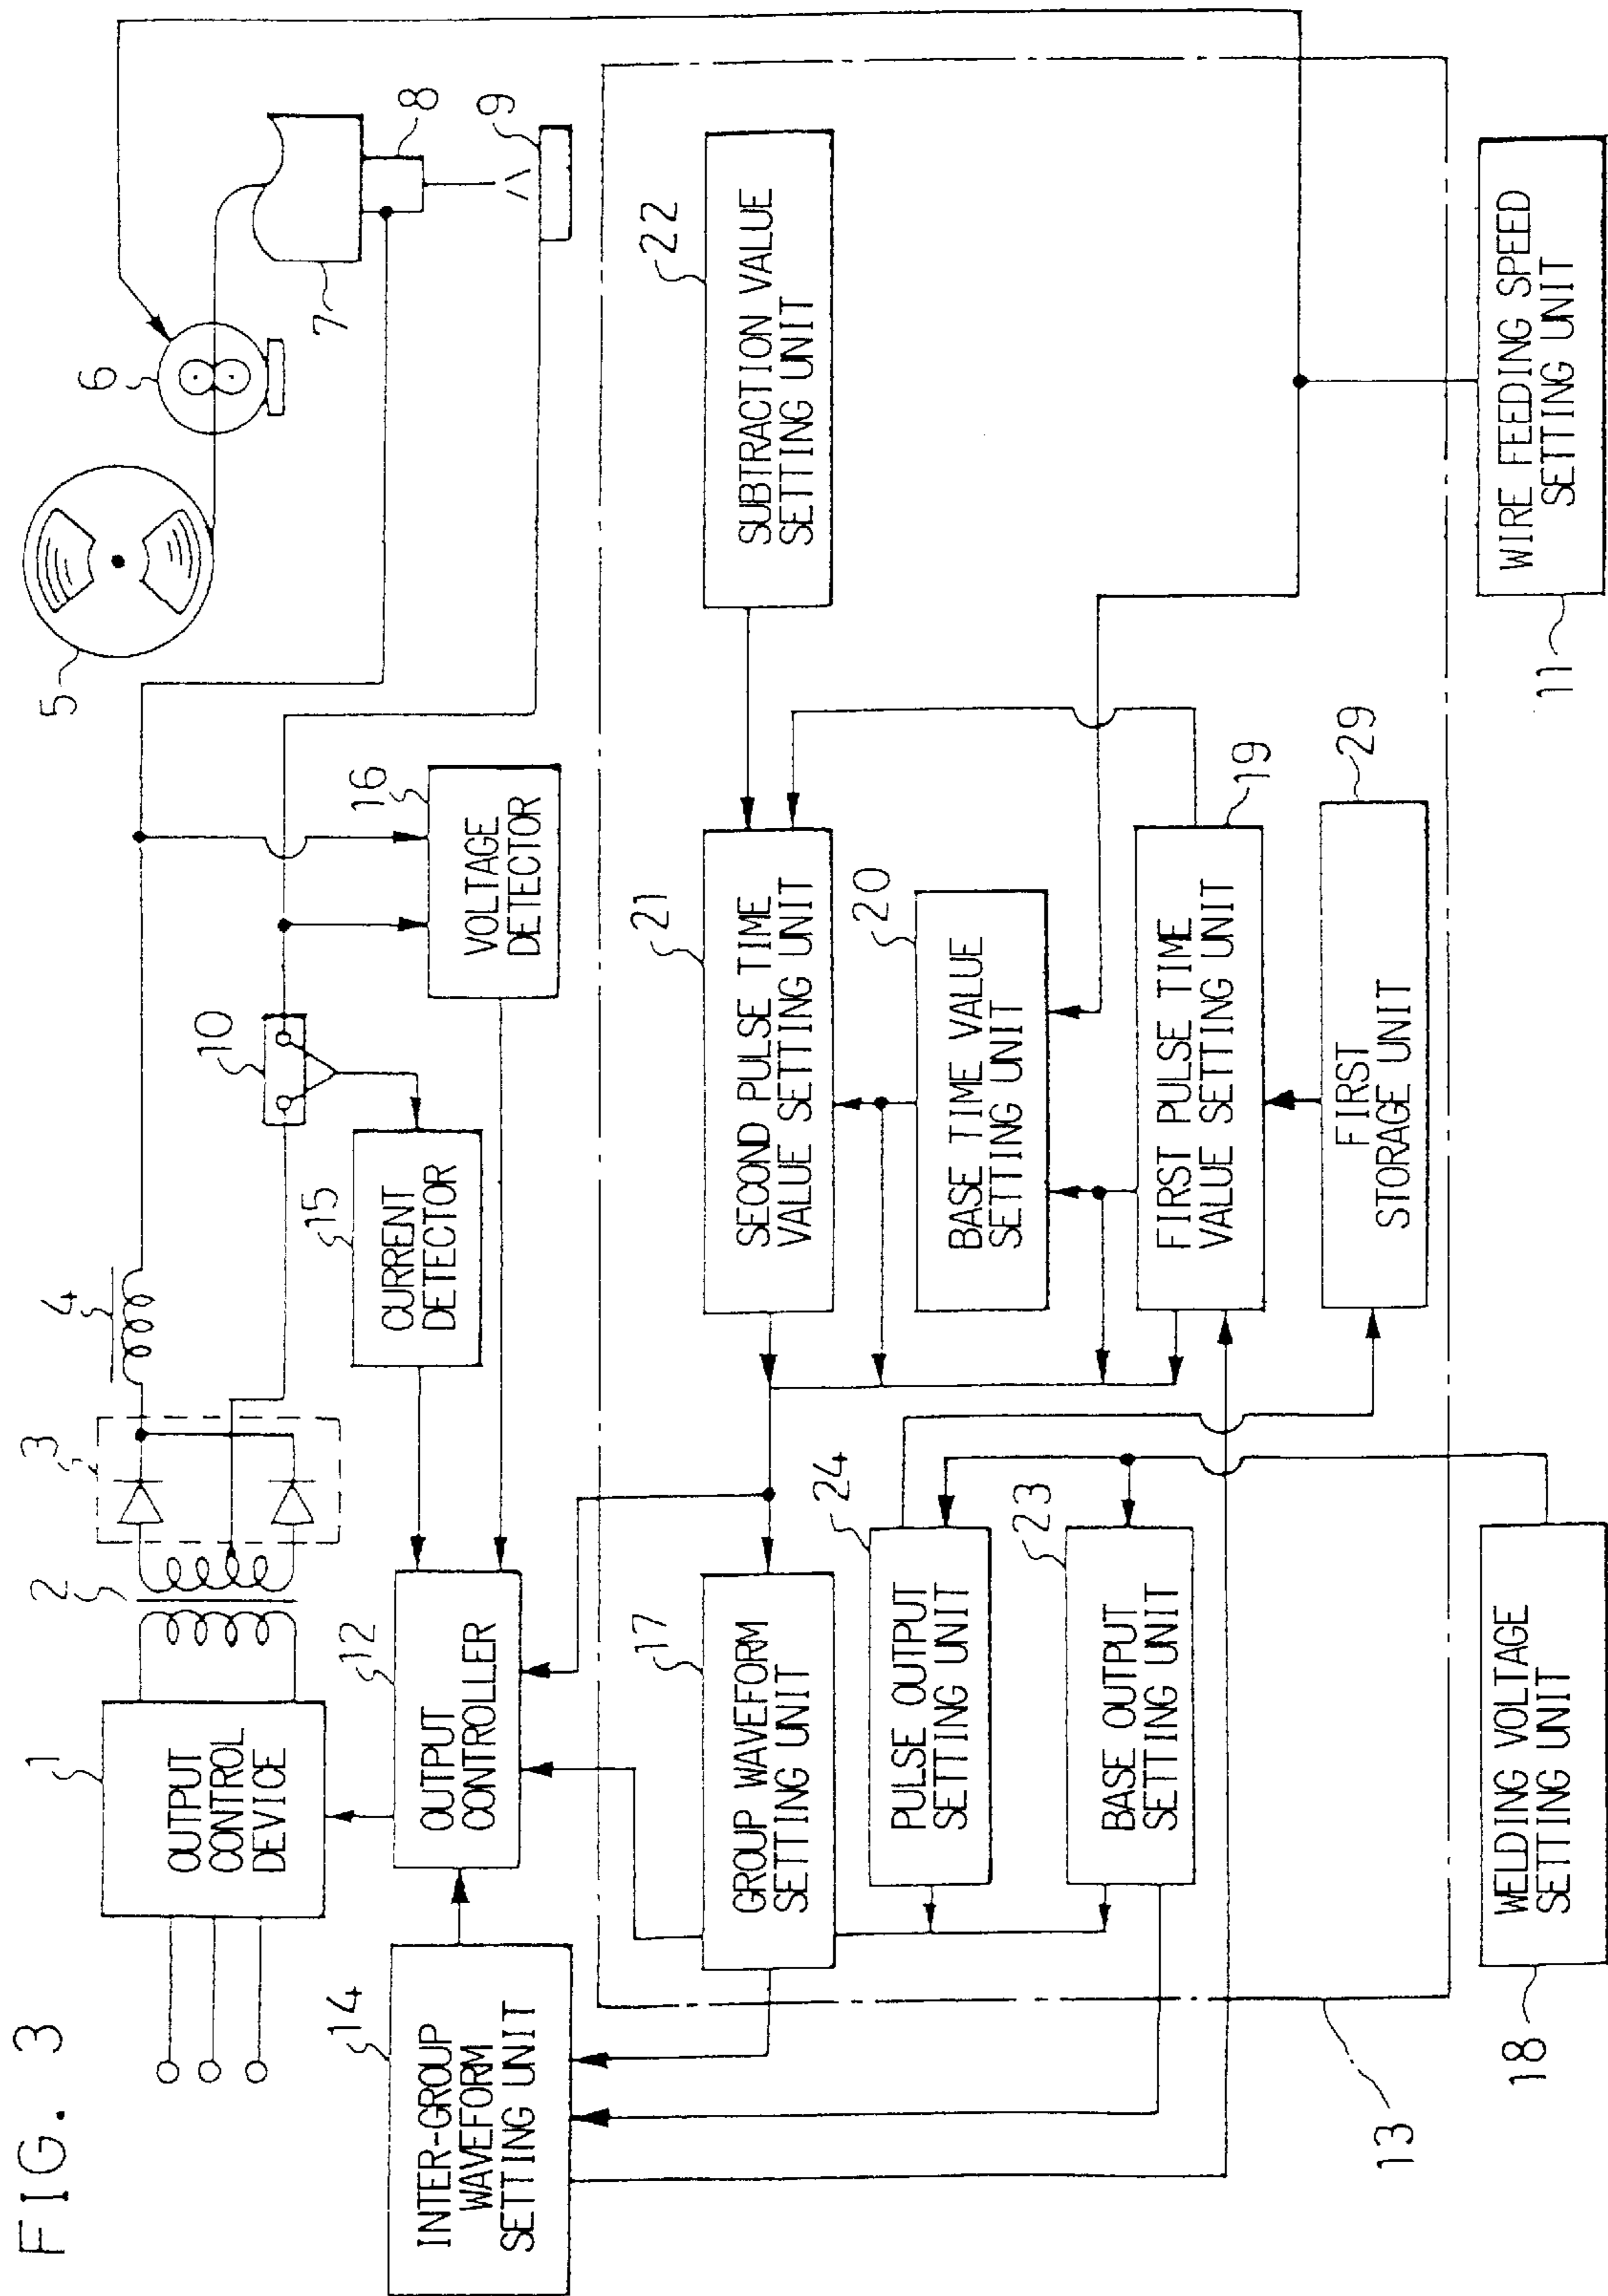 FIG. 3
1
OUTPUT
CONTROL
DEVICE
2
3
4
5
6
7
8
9
10
14
INTER-GROUP
WAVEFORM
SETTING UNIT
12
OUTPUT
CONTROLLER
15
CURRENT
DETECTOR
16
VOLTAGE
DETECTOR
17
GROUP WAVEFORM
SETTING UNIT
21
SECOND PULSE TIME
VALUE SETTING UNIT
22
SUBTRACTION VALUE
SETTING UNIT
24
PULSE OUTPUT
SETTING UNIT
20
BASE TIME VALUE
SETTING UNIT
23
BASE OUTPUT
SETTING UNIT
FIRST PULSE TIME
VALUE SETTING UNIT
19
FIRST
STORAGE UNIT
29
13
18
WELDING VOLTAGE
SETTING UNIT
11
WIRE FEEDING SPEED
SETTING UNIT